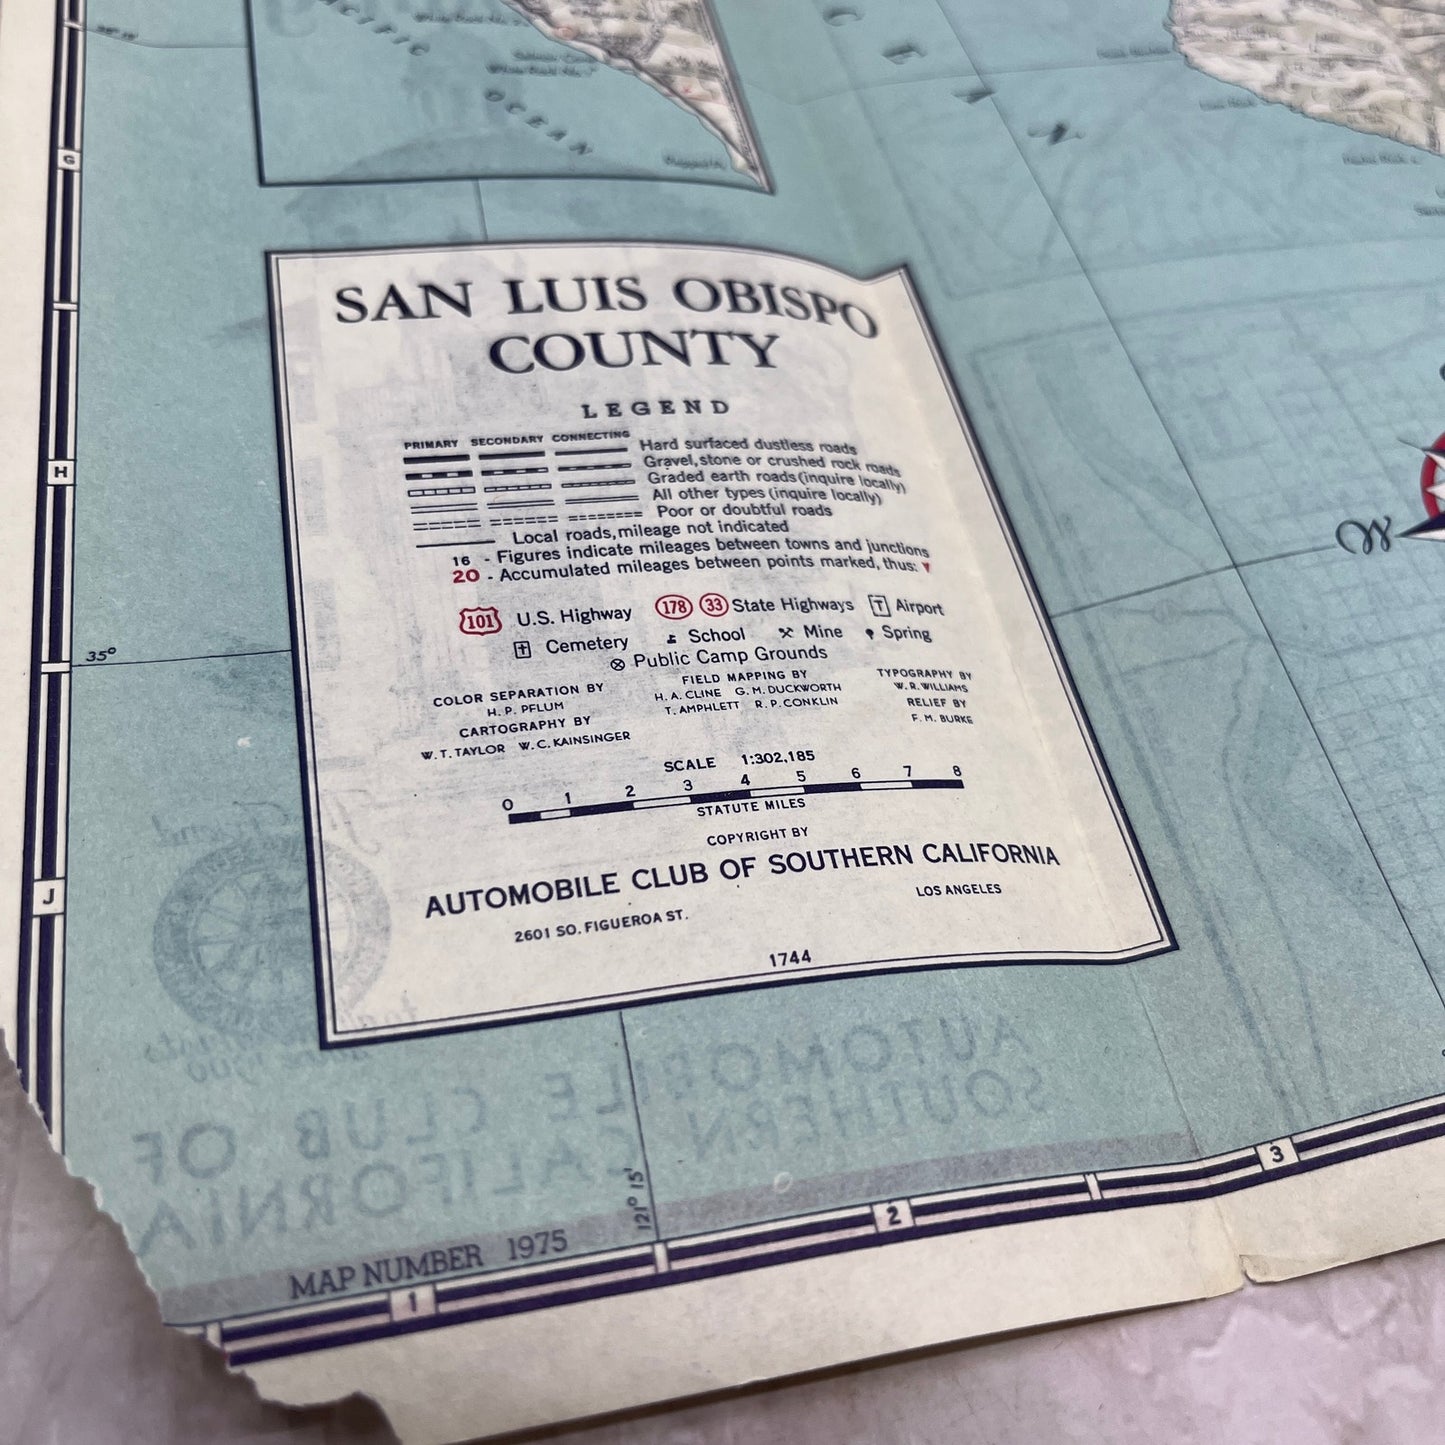 PACIFIC
OCEAN
G
H
J
SAN LUIS OBISPO
COUNTY
LEGEND
PRIMARY SECONDARY CONNECTING
Hard surfaced dustless roads
Gravel, stone or crushed rock roads
Graded earth roads (inquire locally)
All other types (inquire locally)
Poor or doubtful roads
Local roads, mileage not indicated
16 - Figures indicate mileages between towns and junctions
20 - Accumulated mileages between points marked, thus:
101 U.S. Highway 178 33 State Highways T Airport
Cemetery School Mine Spring
Public Camp Grounds
COLOR SEPARATION BY
H. P. PFLUM
CARTOGRAPHY BY
W. T. TAYLOR W. C. KAINSINGER
FIELD MAPPING BY
H. A. CLINE G. M. DUCKWORTH
T. AMPHLETT R. P. CONKLIN
TYPOGRAPHY BY
W. R. WILLIAMS
RELIEF BY
F. M. BURKE
SCALE 1:302,185
0 1 2 3 4 5 6 7 8
STATUTE MILES
COPYRIGHT BY
AUTOMOBILE CLUB OF SOUTHERN CALIFORNIA
2601 SO. FIGUEROA ST. LOS ANGELES
1744
35°
W
AUTOMOBILE CLUB OF
SOUTHERN CALIFORNIA
121° 15'
MAP NUMBER 1975
1
2
3